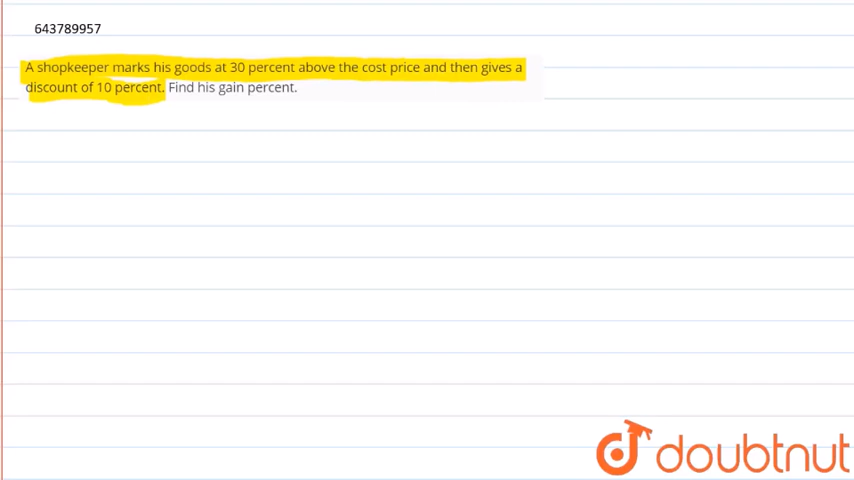 643789957
A shopkeeper marks his goods at 30 percent above the cost price and then gives a
discount of 10 percent. Find his gain percent.
doubtnut